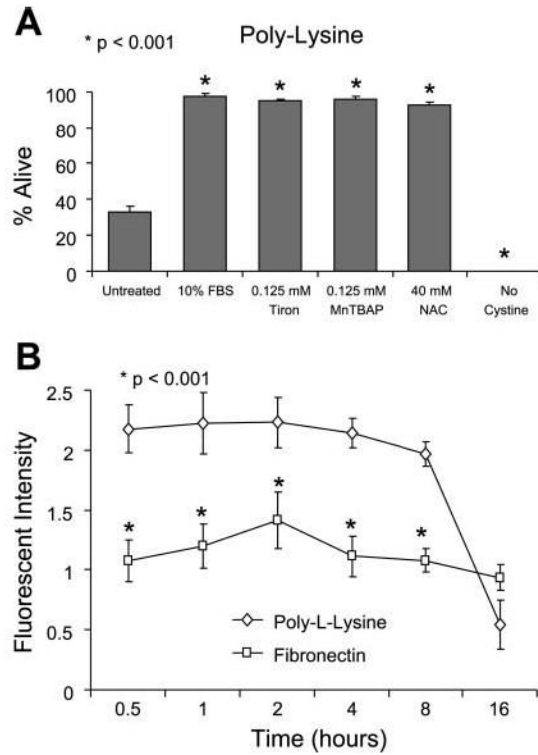 A
* p < 0.001
Poly-Lysine
% Alive
100
80
60
40
20
0
* * * * *
Untreated 10% FBS 0.125 mM Tiron 0.125 mM MnTBAP 40 mM NAC No Cystine
B
* p < 0.001
Fluorescent Intensity
2.5
2
1.5
1
0.5
0
* * * * *
Poly-L-Lysine
Fibronectin
0.5 1 2 4 8 16
Time (hours)